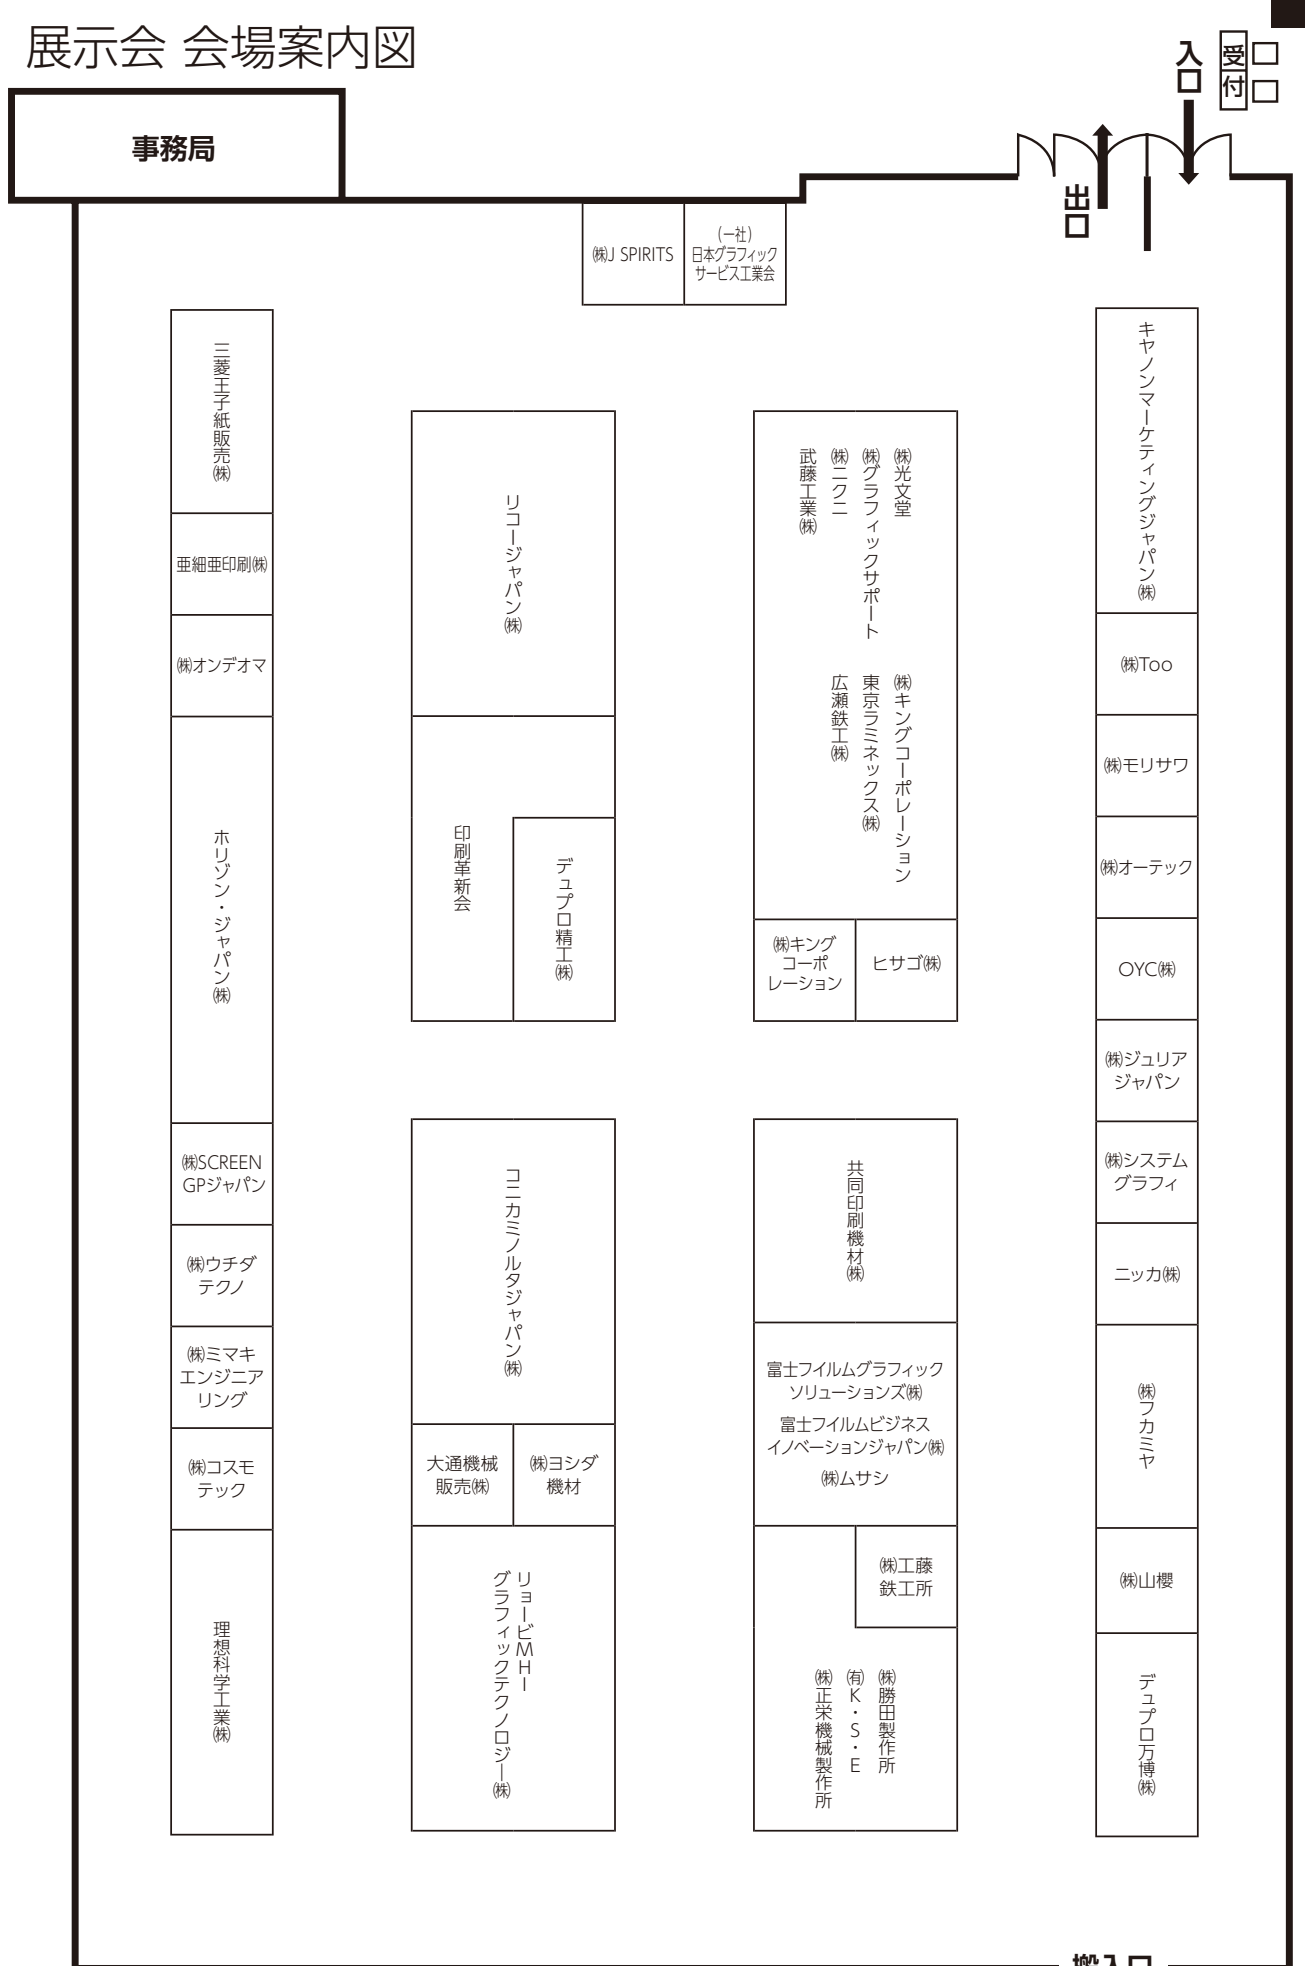 展示会 会場案内図
入口
受付
事務局
出口
㈱J SPIRITS
(一社)
日本グラフィック
サービス工業会
三菱王子紙販売㈱
亜細亜印刷㈱
㈱オンデオマ
ホリゾン・ジャパン㈱
㈱SCREEN
GPジャパン
㈱ウチダ
テクノ
㈱ミマキ
エンジニア
リング
㈱コスモ
テック
理想科学工業㈱
リコージャパン㈱
印刷革新会
デュプロ精工㈱
コニカミノルタジャパン㈱
大通機械
販売㈱
㈱ヨシダ
機材
リョービMHI
グラフィックテクノロジー㈱
㈱光文堂
㈱グラフィックサポート
㈱ニクニ
武藤工業㈱
㈱キングコーポレーション
東京ラミネックス㈱
広瀬鉄工㈱
㈱キング
コーポ
レーション
ヒサゴ㈱
共同印刷機材㈱
富士フイルムグラフィック
ソリューションズ㈱
富士フイルムビジネス
イノベーションジャパン㈱
㈱ムサシ
㈱工藤
鉄工所
㈱勝田製作所
㈲K・S・E
㈱正栄機械製作所
キヤノンマーケティングジャパン㈱
㈱Too
㈱モリサワ
㈱オーテック
OYC㈱
㈱ジュリア
ジャパン
㈱システム
グラフィ
ニッカ㈱
㈱フカミヤ
㈱山櫻
デュプロ万博㈱
搬入口